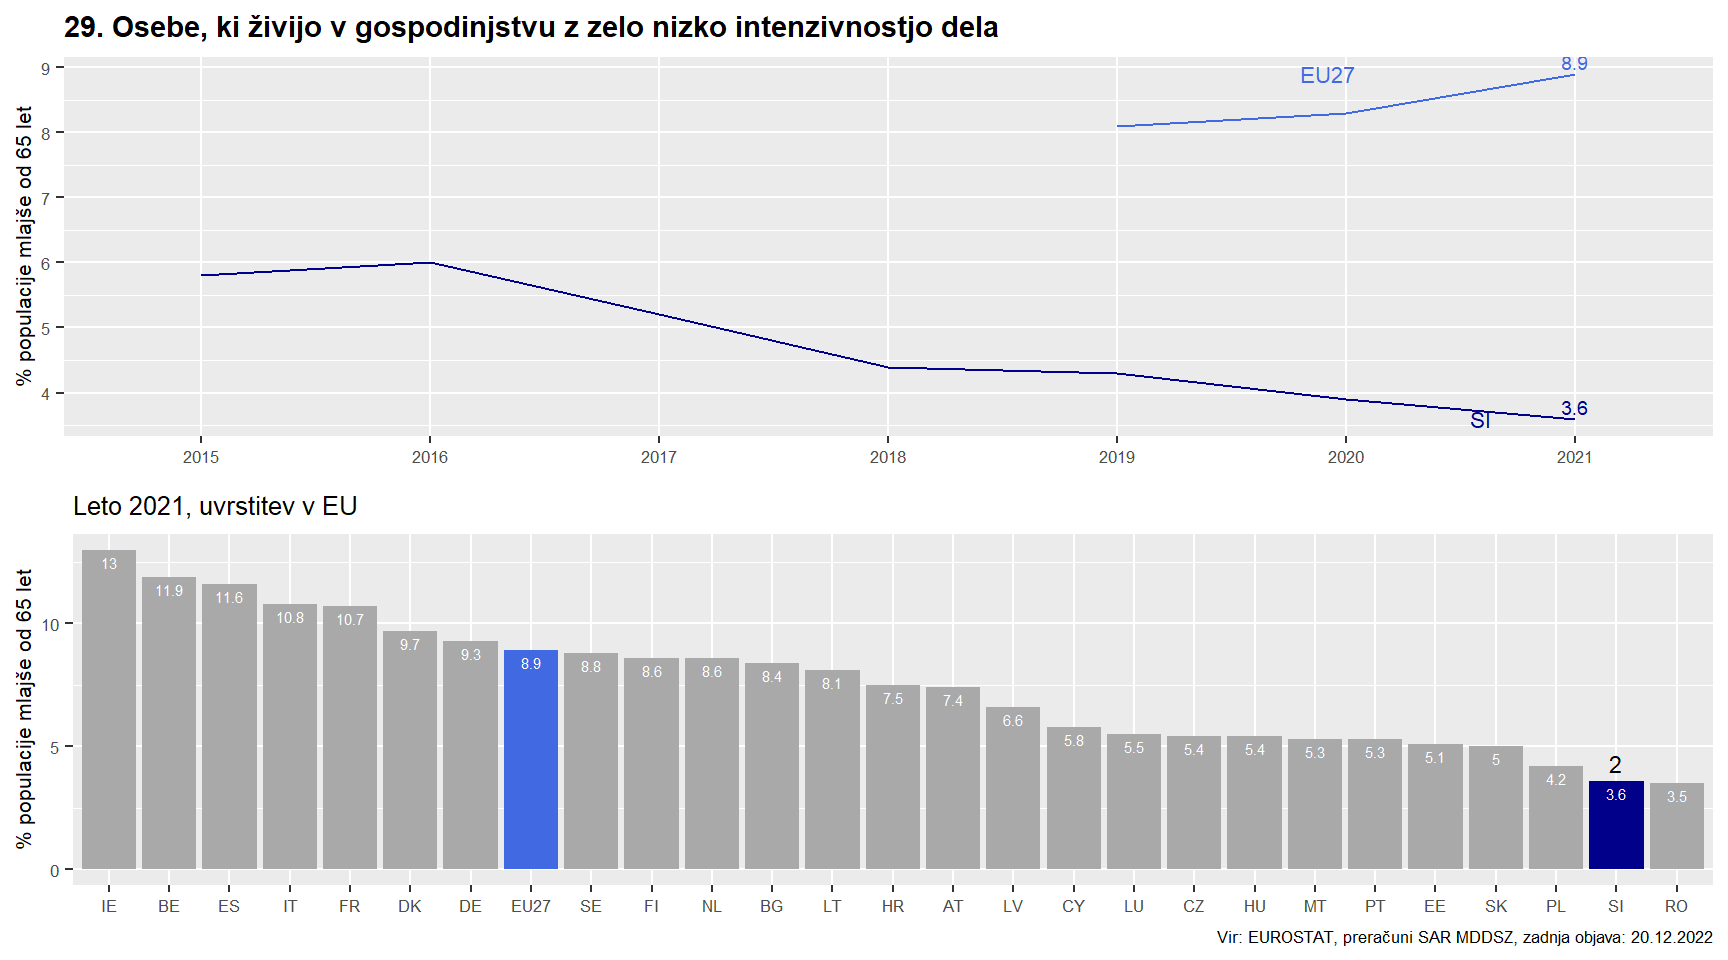 29. Osebe, ki živijo v gospodinjstvu z zelo nizko intenzivnostjo dela
% populacije mlajše od 65 let
9
8
7
6
5
4
EU27
8.9
SI
3.6
2015 2016 2017 2018 2019 2020 2021
Leto 2021, uvrstitev v EU
% populacije mlajše od 65 let
10
5
0
13 11.9 11.6 10.8 10.7 9.7 9.3 8.9 8.8 8.6 8.6 8.4 8.1 7.5 7.4 6.6 5.8 5.5 5.4 5.4 5.3 5.3 5.1 5 4.2 3.6 3.5
2
IE BE ES IT FR DK DE EU27 SE FI NL BG LT HR AT LV CY LU CZ HU MT PT EE SK PL SI RO
Vir: EUROSTAT, preračuni SAR MDDSZ, zadnja objava: 20.12.2022